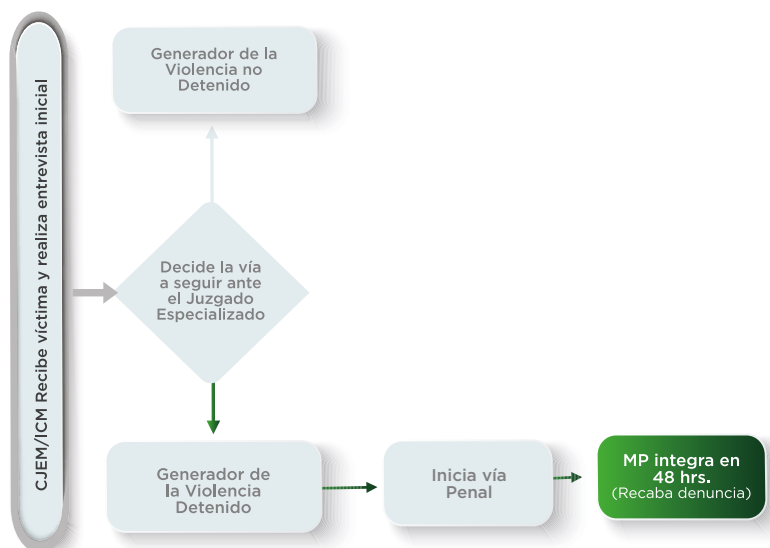 CJEM/ICM Recibe víctima y realiza entrevista inicial
Generador de la
Violencia no
Detenido
Decide la vía
a seguir ante
el Juzgado
Especializado
Generador de
la Violencia
Detenido
Inicia vía
Penal
MP integra en
48 hrs.
(Recaba denuncia)